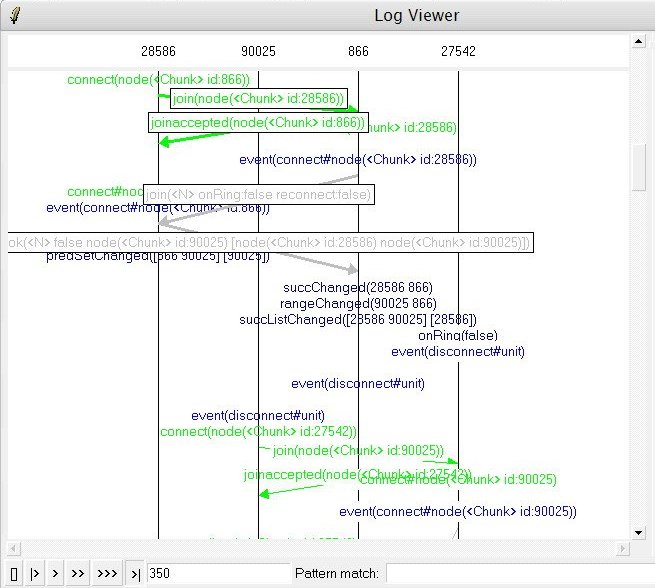 Log Viewer
28586 90025 866 27542
connect(node(<Chunk> id:866))
join(node(<Chunk> id:28586))
joinaccepted(node(<Chunk> id:866))
hunk> id:28586)
event(connect#node(<Chunk> id:28586))
connect#nod
join(<N> onRing:false reconnect:false)
event(connect#node(<Chunk> id:866))
ok(<N> false node(<Chunk> id:90025) [node(<Chunk> id:28586) node(<Chunk> id:90025)])
predSetChanged([866 90025] [90025])
succChanged(28586 866)
rangeChanged(90025 866)
succListChanged([28586 90025] [28586])
onRing(false)
event(disconnect#unit)
event(disconnect#unit)
event(disconnect#unit)
connect(node(<Chunk> id:27542))
join(node(<Chunk> id:90025))
joinaccepted(node(<Chunk> id:27542))
connect#node(<Chunk> id:90025)
event(connect#node(<Chunk> id:90025))
[] |> > >> >>> >| 350 Pattern match: